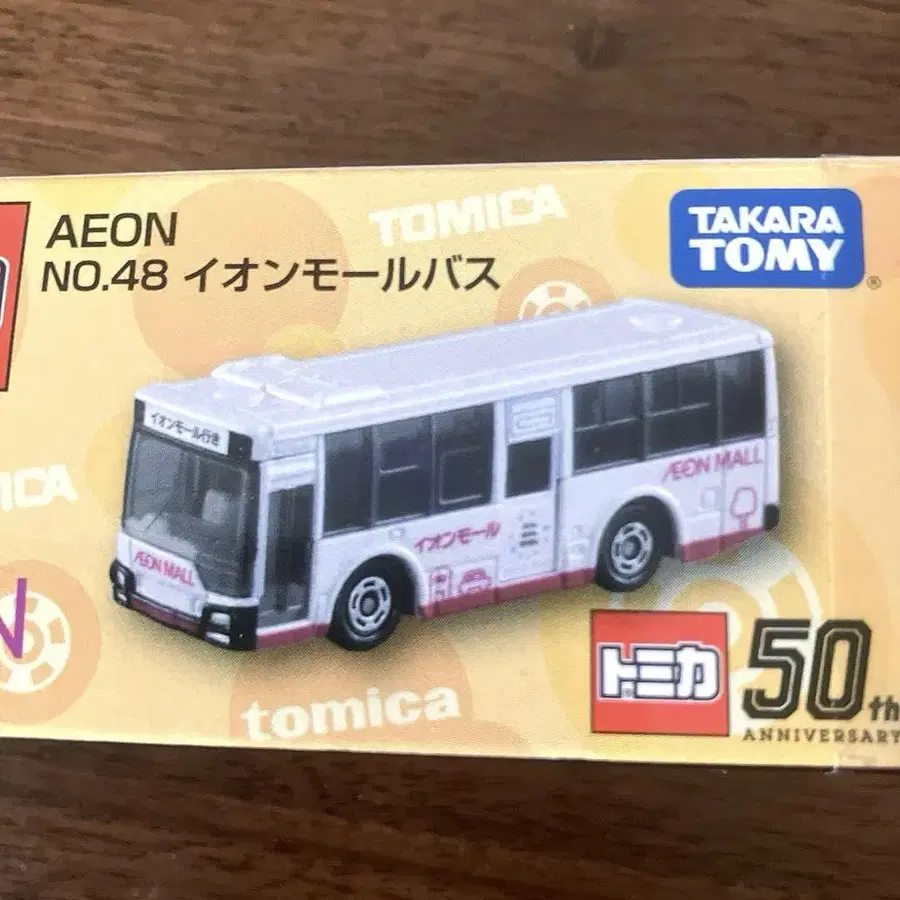 AEON
NO.48 イオンモールバス
TOMICA
TAKARA
TOMY
®
イオンモール行き
AEON MALL
AEON MALL
イオンモール
ICA
N
tomica
トミカ
50th
ANNIVERSARY